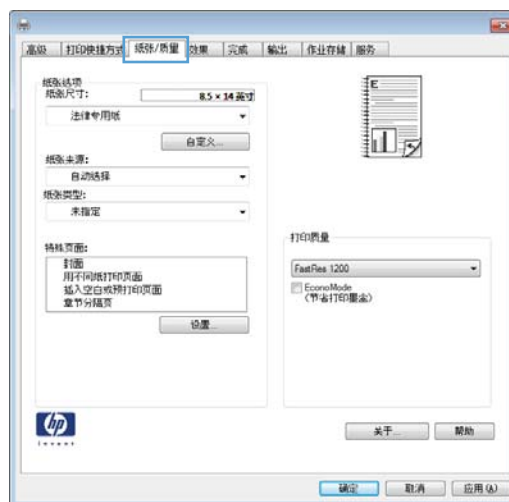 高级 打印快捷方式 纸张/质量 效果 完成 输出 作业存储 服务
纸张选项
纸张尺寸: 8.5 × 14 英寸
法律专用纸
自定义...
纸张来源:
自动选择
纸张类型:
未指定
特殊页面:
封面
用不同纸打印页面
插入空白或预打印页面
章节分隔页
设置...
E
打印质量
FastRes 1200
EconoMode
(节省打印墨盒)
hp
invent
关于... 帮助
确定 取消 应用(A)